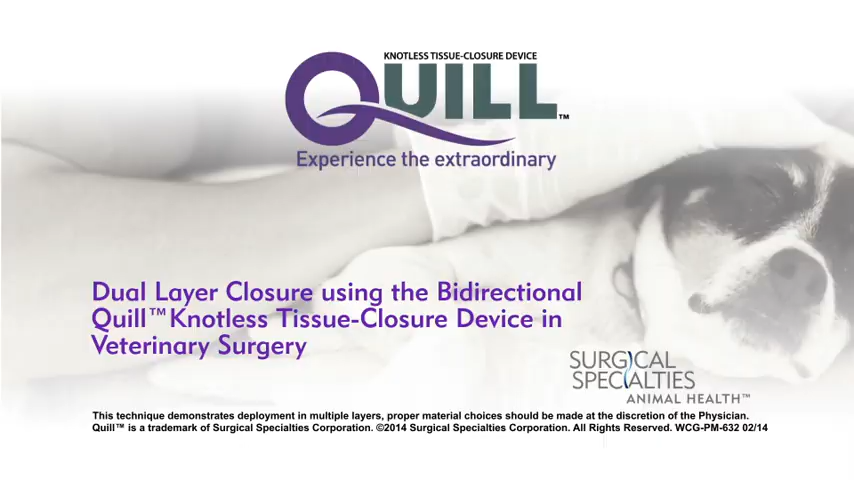 KNOTLESS TISSUE-CLOSURE DEVICE
QUILL™
Experience the extraordinary
Dual Layer Closure using the Bidirectional
Quill™ Knotless Tissue-Closure Device in
Veterinary Surgery
SURGICAL
SPECIALTIES
ANIMAL HEALTH™
This technique demonstrates deployment in multiple layers, proper material choices should be made at the discretion of the Physician.
Quill™ is a trademark of Surgical Specialties Corporation. ©2014 Surgical Specialties Corporation. All Rights Reserved. WCG-PM-632 02/14